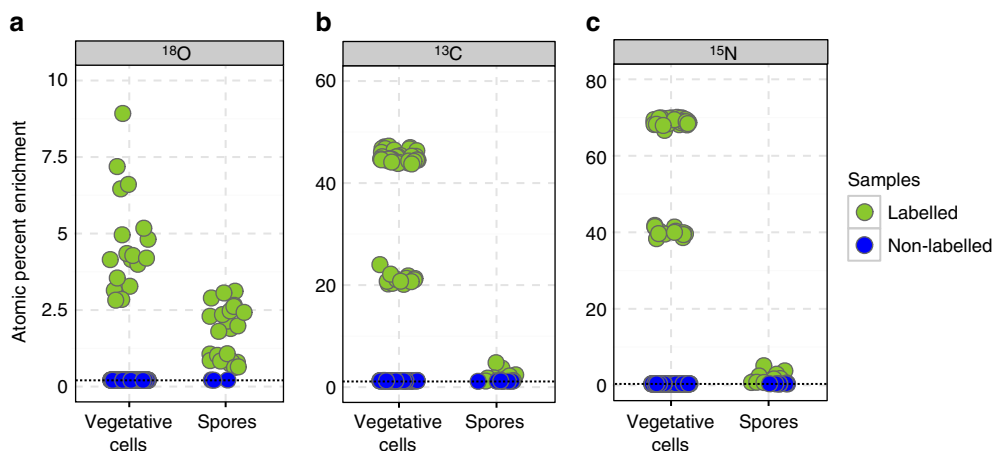 a
b
c
¹⁸O
¹³C
¹⁵N
Atomic percent enrichment
10
7.5
5
2.5
0
60
40
20
0
80
60
40
20
0
Vegetative
cells
Spores
Vegetative
cells
Spores
Vegetative
cells
Spores
Samples
Labelled
Non-labelled